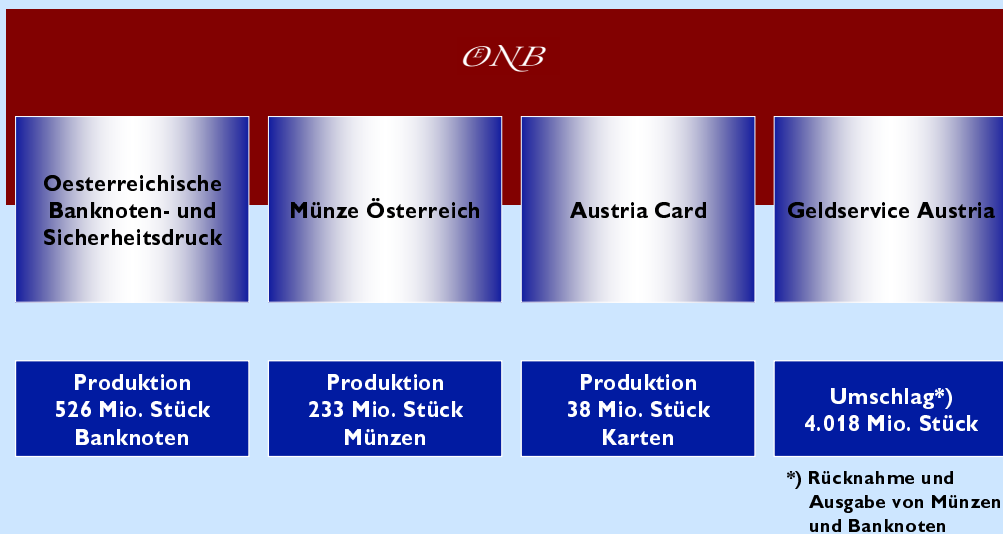 OENB
Oesterreichische
Banknoten- und
Sicherheitsdruck
Münze Österreich
Austria Card
Geldservice Austria
Produktion
526 Mio. Stück
Banknoten
Produktion
233 Mio. Stück
Münzen
Produktion
38 Mio. Stück
Karten
Umschlag*)
4.018 Mio. Stück
*) Rücknahme und
Ausgabe von Münzen
und Banknoten